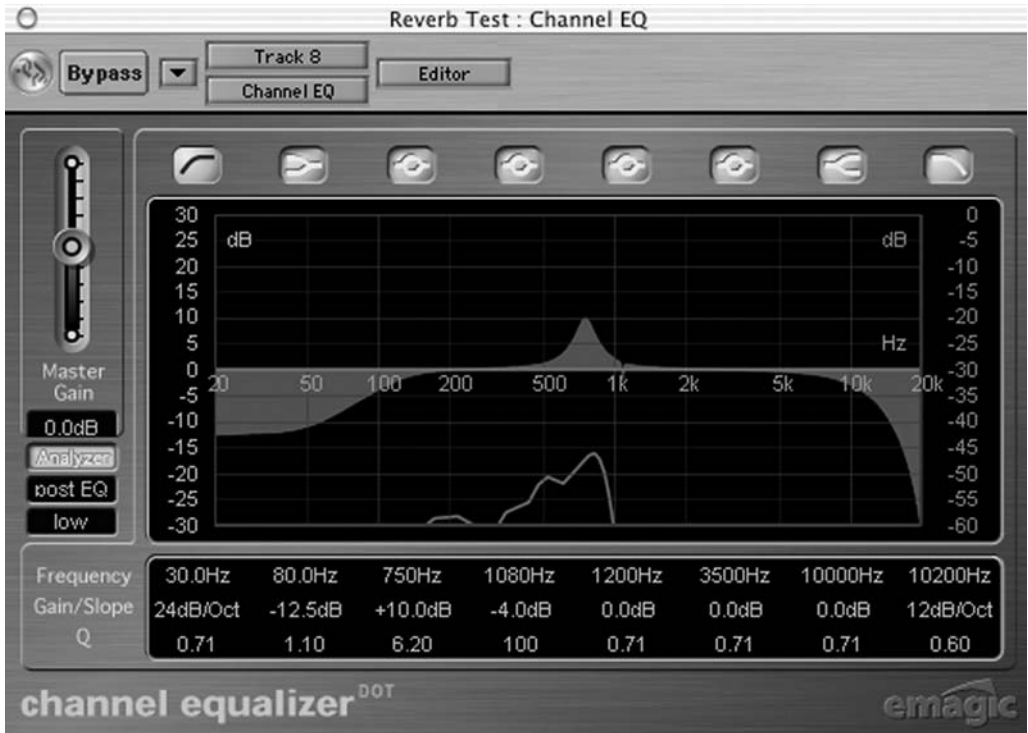 Reverb Test : Channel EQ
Bypass
Track 8
Channel EQ
Editor
Master
Gain
0.0dB
Analyzer
post EQ
low
30
25
20
15
10
5
0
-5
-10
-15
-20
-25
-30
dB
dB
Hz
20 50 100 200 500 1k 2k 5k 10k 20k
0
-5
-10
-15
-20
-25
-30
-35
-40
-45
-50
-55
-60
Frequency 30.0Hz 80.0Hz 750Hz 1080Hz 1200Hz 3500Hz 10000Hz 10200Hz
Gain/Slope 24dB/Oct -12.5dB +10.0dB -4.0dB 0.0dB 0.0dB 0.0dB 12dB/Oct
Q 0.71 1.10 6.20 100 0.71 0.71 0.71 0.60
channel equalizer DOT
emagic